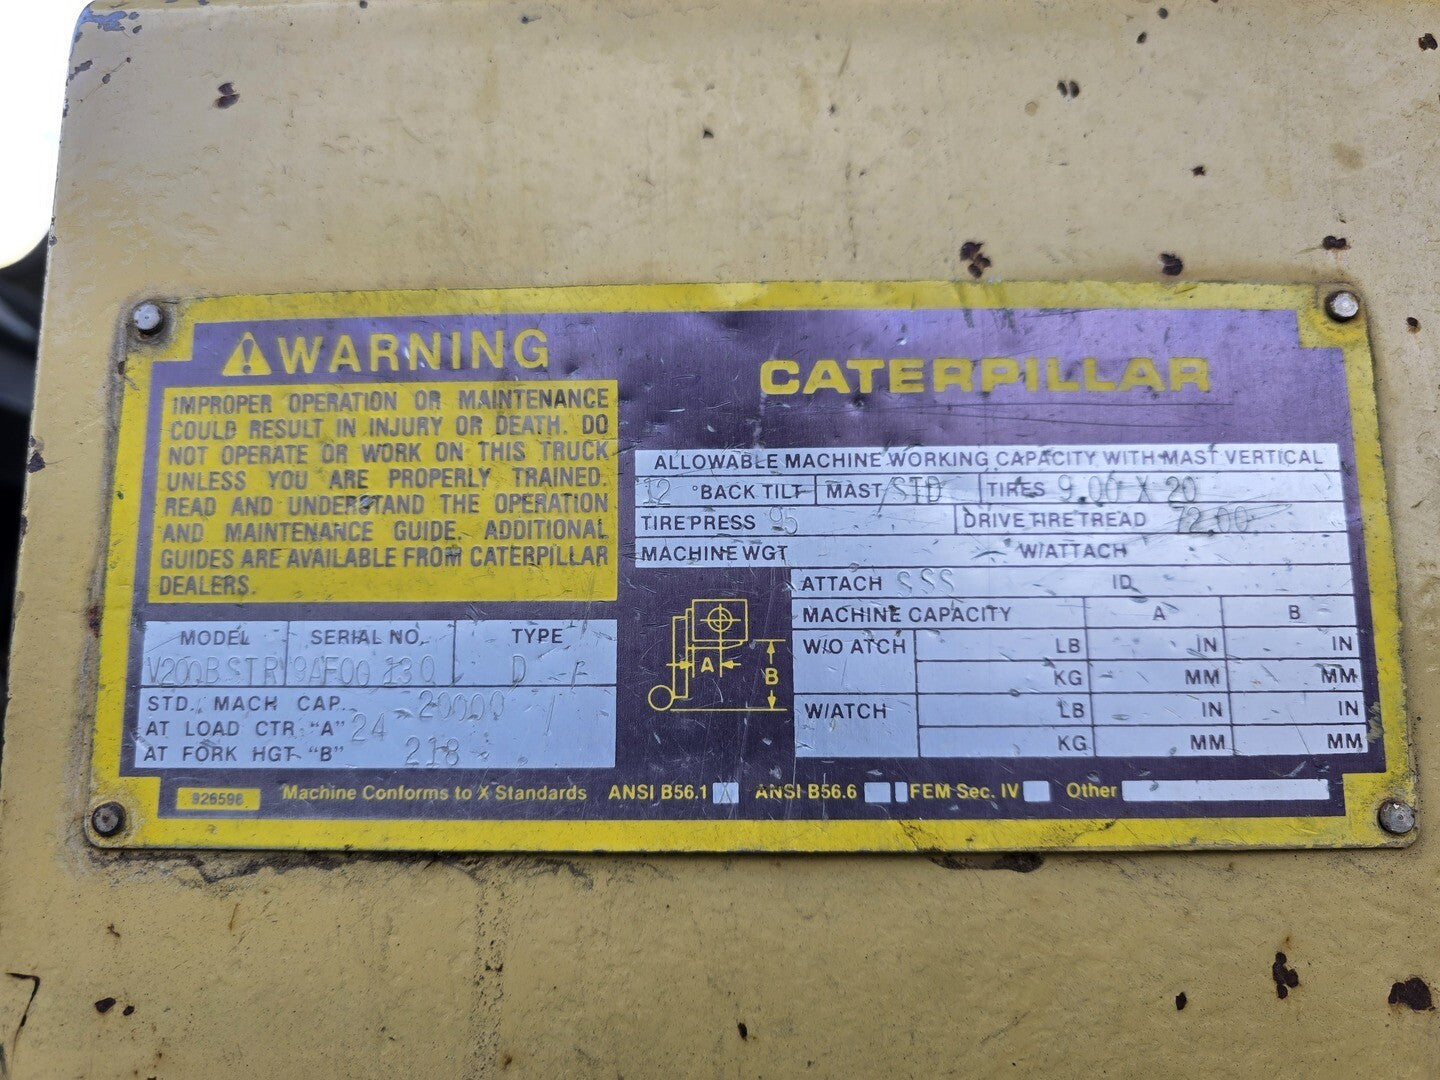 WARNING
IMPROPER OPERATION OR MAINTENANCE
COULD RESULT IN INJURY OR DEATH. DO
NOT OPERATE OR WORK ON THIS TRUCK
UNLESS YOU ARE PROPERLY TRAINED.
READ AND UNDERSTAND THE OPERATION
AND MAINTENANCE GUIDE. ADDITIONAL
GUIDES ARE AVAILABLE FROM CATERPILLAR
DEALERS.
MODEL SERIAL NO. TYPE
V200BSTR 9AF00130 D
STD. MACH CAP. 20000
AT LOAD CTR "A" 24
AT FORK HGT "B" 218
CATERPILLAR
ALLOWABLE MACHINE WORKING CAPACITY WITH MAST VERTICAL
12 °BACK TILT MAST STD TIRES 9.00 X 20
TIRE PRESS 95 DRIVE TIRE TREAD 72.00
MACHINE WGT W/ATTACH
ATTACH SSS ID
MACHINE CAPACITY A B
W/O ATCH LB IN IN
KG MM MM
W/ATCH LB IN IN
KG MM MM
A
B
926596 Machine Conforms to X Standards ANSI B56.1 ANSI B56.6 FEM Sec. IV Other